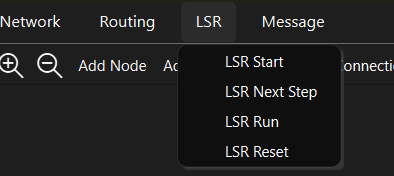 Network Routing LSR Message
Add Node
LSR Start
LSR Next Step
LSR Run
LSR Reset